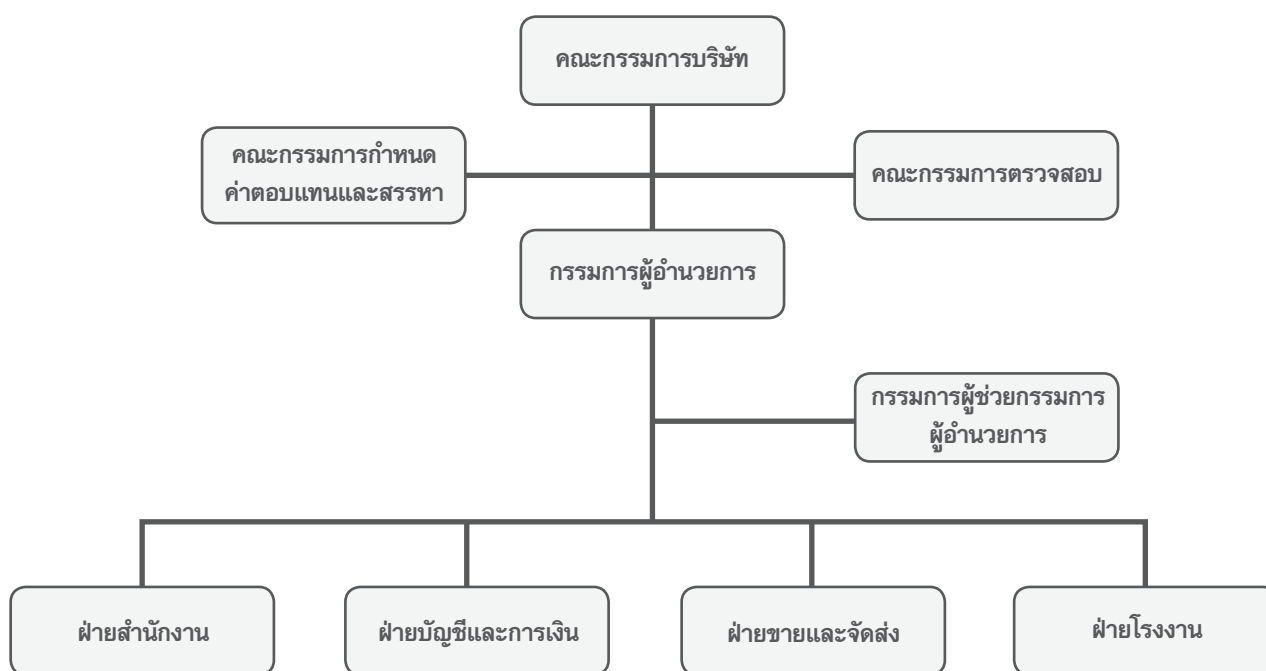 คณะกรรมการบริษัท
คณะกรรมการกำหนด
ค่าตอบแทนและสรรหา
คณะกรรมการตรวจสอบ
กรรมการผู้อำนวยการ
กรรมการผู้ช่วยกรรมการ
ผู้อำนวยการ
ฝ่ายสำนักงาน
ฝ่ายบัญชีและการเงิน
ฝ่ายขายและจัดส่ง
ฝ่ายโรงงาน